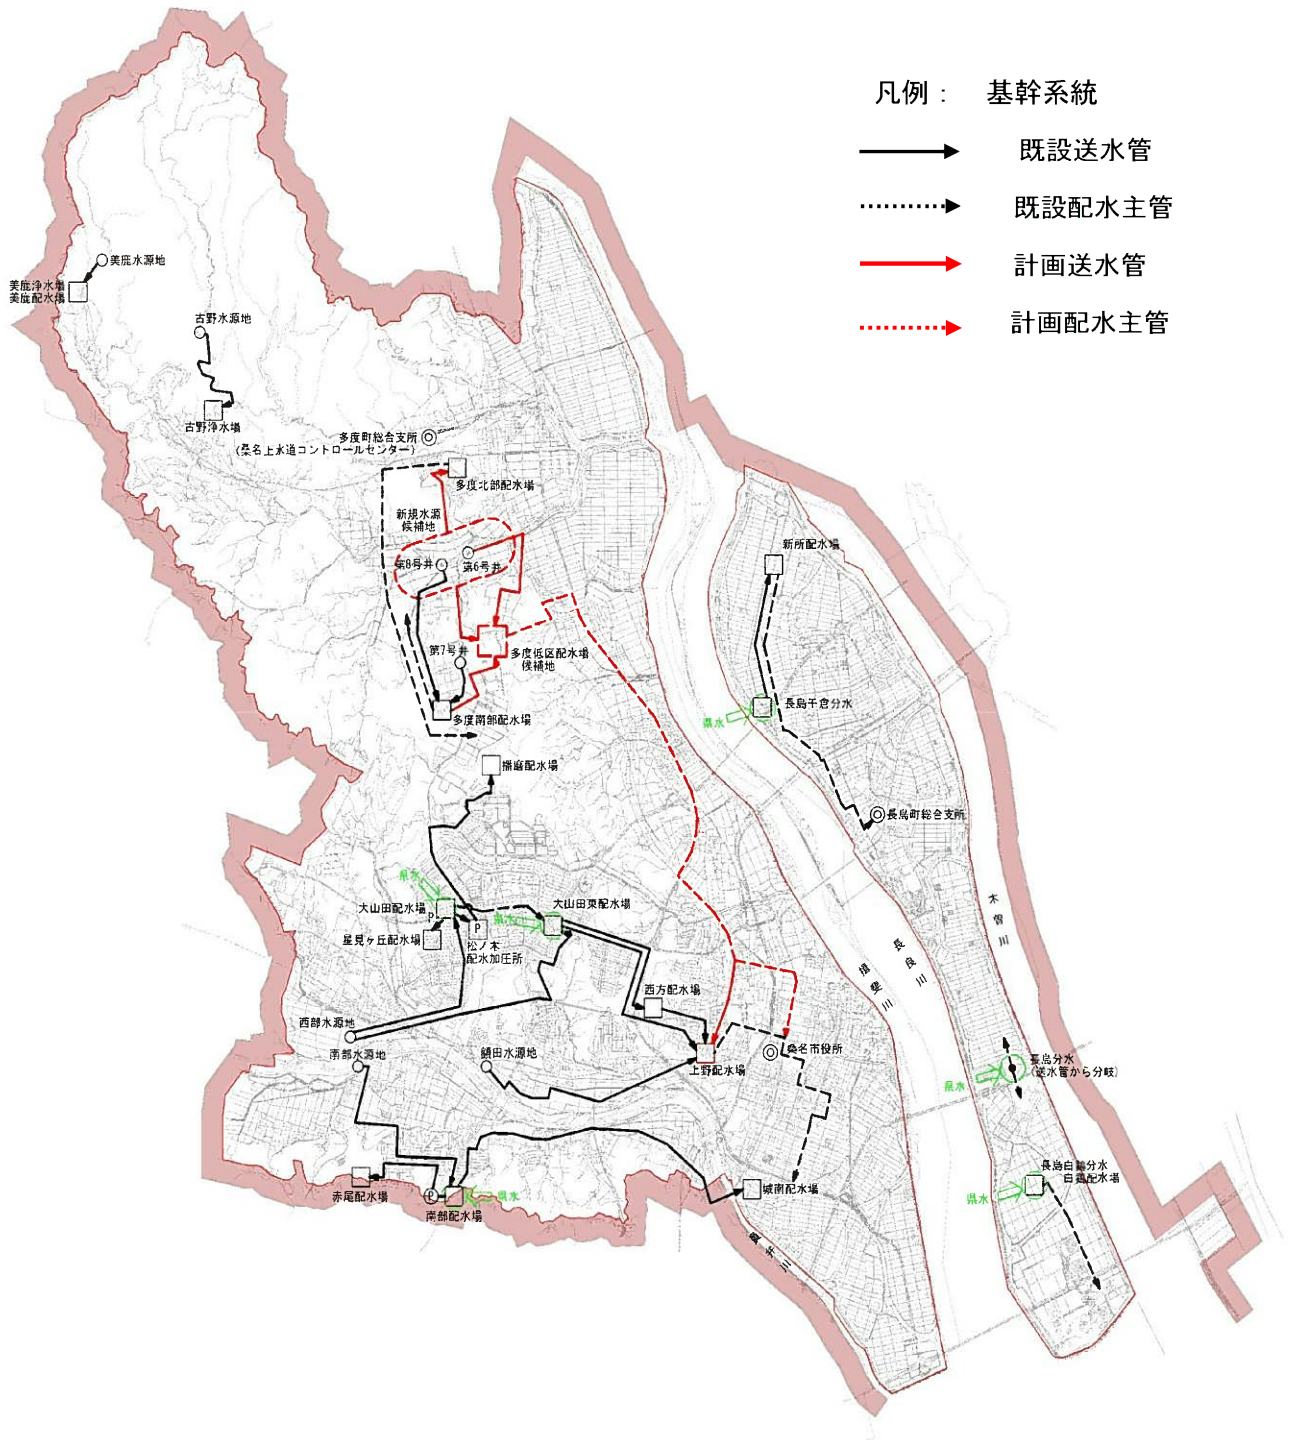 凡例： 基幹系統
既設送水管
既設配水主管
計画送水管
計画配水主管
美鹿水源地
美鹿浄水場
美鹿配水場
古野水源地
古野浄水場
多度町総合支所
(桑名上水道コントロールセンター)
多度北部配水場
新規水源
候補地
第8号井
第6号井
新所配水場
第7号井
多度低区配水場
候補地
多度南部配水場
長島千倉分水
県水
播磨配水場
長島町総合支所
県水
大山田配水場
P
県水
大山田東配水場
星見ヶ丘配水場
P
松ノ木
配水加圧所
木曽川
長良川
揖斐川
西方配水場
西部水源地
南部水源地
額田水源地
上野配水場
桑名市役所
長島分水
(送水管から分岐)
県水
赤尾配水場
P
南部配水場
県水
城南配水場
長島白鶏分水
白鶏配水場
県水
員弁川